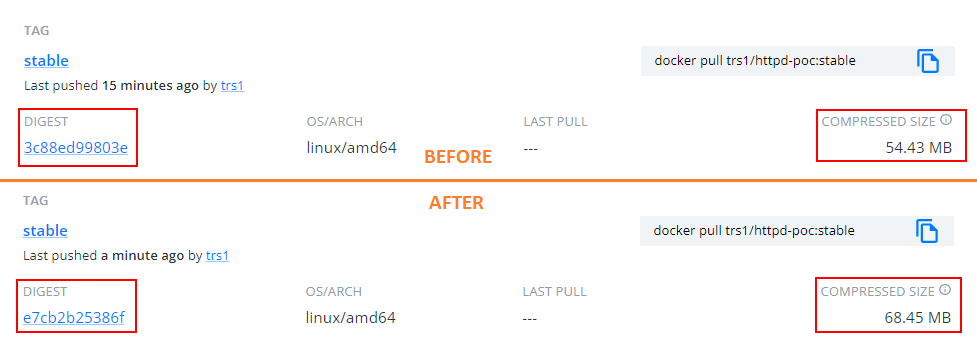 TAG
stable
docker pull trs1/httpd-poc:stable
Last pushed 15 minutes ago by trs1
DIGEST OS/ARCH LAST PULL COMPRESSED SIZE
3c88ed99803e linux/amd64 --- 54.43 MB
BEFORE
AFTER
TAG
stable
docker pull trs1/httpd-poc:stable
Last pushed a minute ago by trs1
DIGEST OS/ARCH LAST PULL COMPRESSED SIZE
e7cb2b25386f linux/amd64 --- 68.45 MB